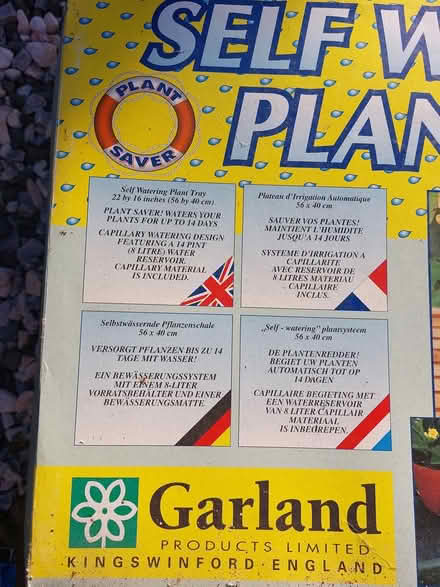 SELF W
PLAN
PLANT
SAVER
Self Watering Plant Tray
22 by 16 inches (56 by 40 cm)
PLANT SAVER! WATERS YOUR
PLANTS FOR UP TO 14 DAYS
CAPILLARY WATERING DESIGN
FEATURING A 14 PINT
(8 LITRE) WATER
RESERVOIR.
CAPILLARY MATERIAL
IS INCLUDED.
Plateau d'Irrigation Automatique
56 x 40 cm
SAUVER VOS PLANTES!
MAINTIENT L'HUMIDITE
JUSQU'A 14 JOURS
SYSTEME D'IRRIGATION A
CAPILLARITE
AVEC RESERVOIR DE
8 LITRES MATERIAU
– CAPILLAIRE
INCLUS.
Selbstwässernde Pflanzenschale
56 x 40 cm
VERSORGT PFLANZEN BIS ZU 14
TAGE MIT WASSER!
EIN BEWÄSSERUNGSSYSTEM
MIT EINEM 8-LITER
VORRATSBEHÄLTER UND EINER
BEWÄSSERUNGSMATTE.
„Self - watering" plantsysteem
56 x 40 cm
DE PLANTENREDDER!
BEGIET UW PLANTEN
AUTOMATISCH TOT OP
14 DAGEN
CAPILLAIRE BEGIETING MET
EEN WATERRESERVOIR
VAN 8 LITER CAPILLAIR
MATERIAAL
IS INBEGREPEN.
Garland
PRODUCTS LIMITED
KINGSWINFORD·ENGLAND